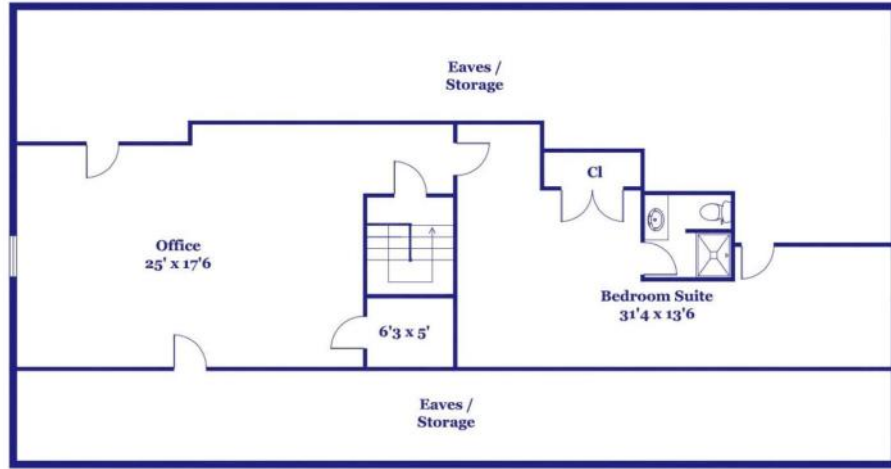 Eaves /
Storage
Cl
Office
25' x 17'6
Bedroom Suite
31'4 x 13'6
6'3 x 5'
Eaves /
Storage